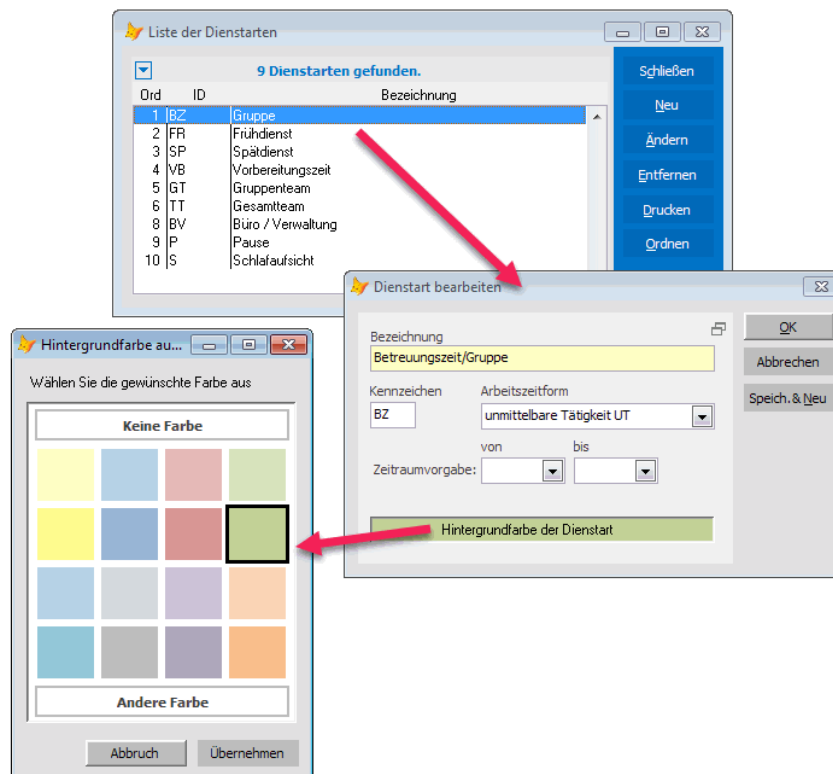 Liste der Dienstarten
9 Dienstarten gefunden.
Ord ID Bezeichnung
1 BZ Gruppe
2 FR Frühdienst
3 SP Spätdienst
4 VB Vorbereitungszeit
5 GT Gruppenteam
6 TT Gesamtteam
8 BV Büro / Verwaltung
9 P Pause
10 S Schlafaufsicht
Schließen
Neu
Ändern
Entfernen
Drucken
Ordnen
Dienstart bearbeiten
Bezeichnung
Betreuungszeit/Gruppe
Kennzeichen Arbeitszeitform
BZ unmittelbare Tätigkeit UT
von bis
Zeitraumvorgabe:
Hintergrundfarbe der Dienstart
OK
Abbrechen
Speich.& Neu
Hintergrundfarbe au...
Wählen Sie die gewünschte Farbe aus
Keine Farbe
Andere Farbe
Abbruch Übernehmen